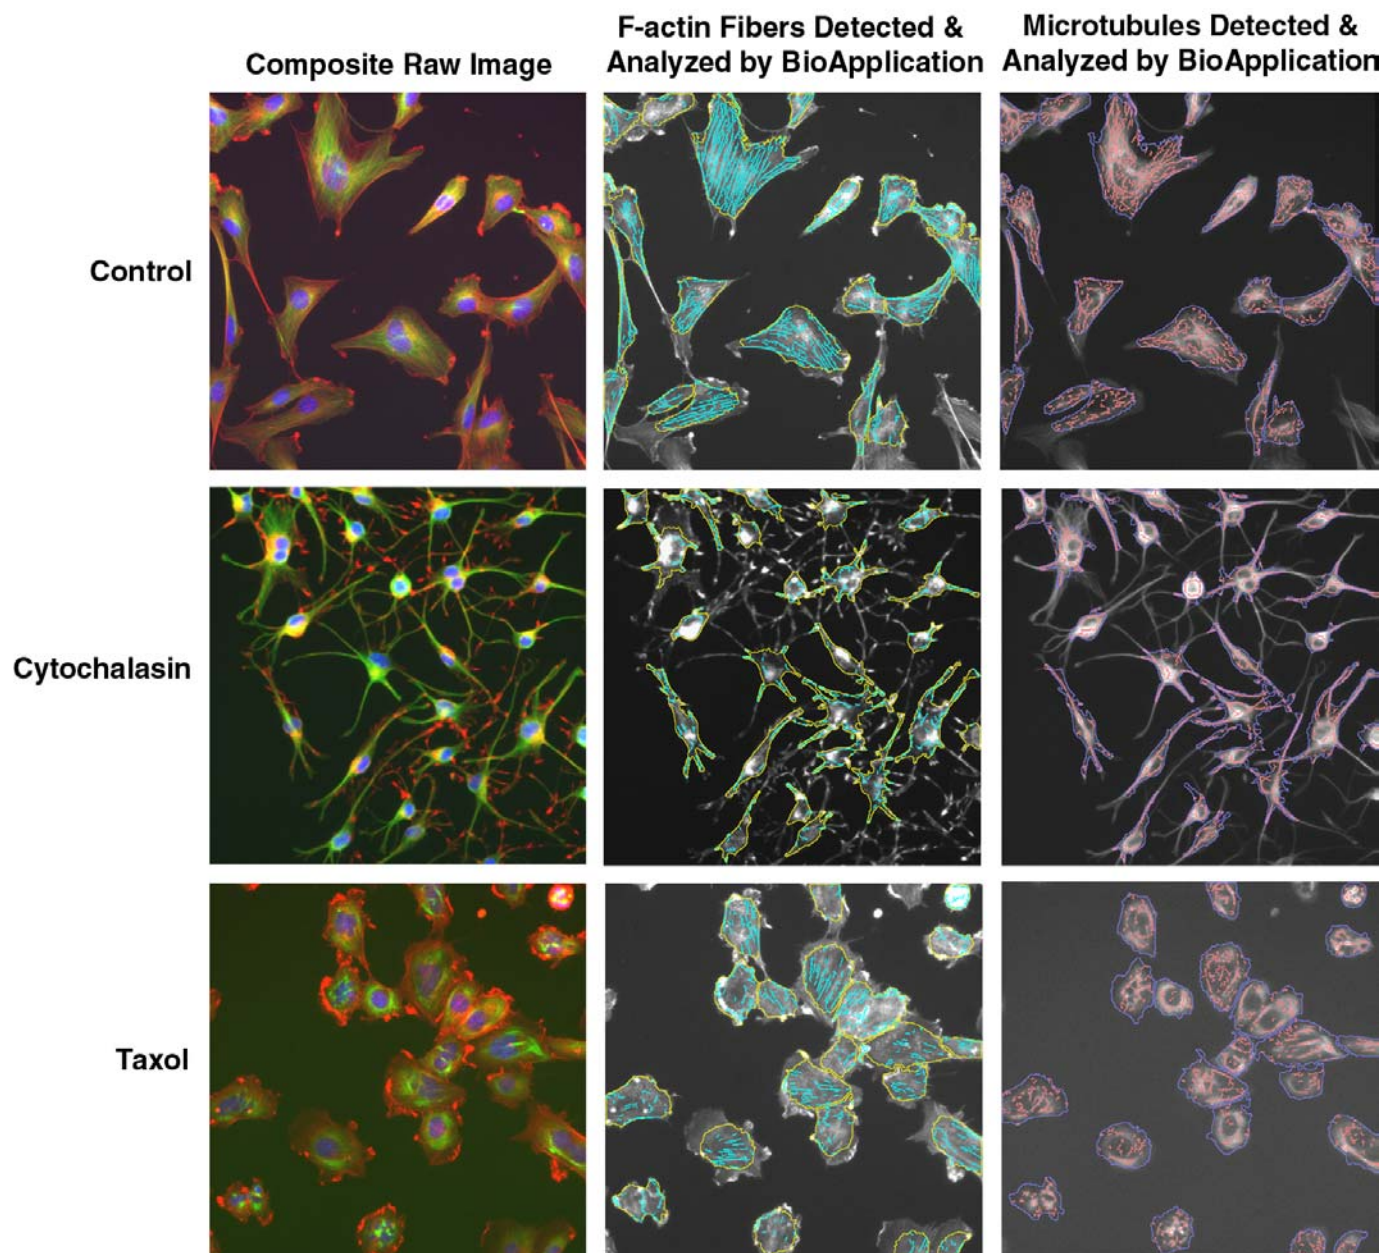 Composite Raw Image
F-actin Fibers Detected &
Analyzed by BioApplication
Microtubules Detected &
Analyzed by BioApplication
Control
Cytochalasin
Taxol